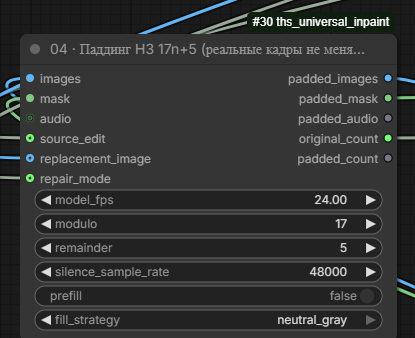 #30 ths_universal_inpaint
04 · Паддинг H3 17n+5 (реальные кадры не меня...
images padded_images
mask padded_mask
audio padded_audio
source_edit original_count
replacement_image padded_count
repair_mode
model_fps 24.00
modulo 17
remainder 5
silence_sample_rate 48000
prefill false
fill_strategy neutral_gray